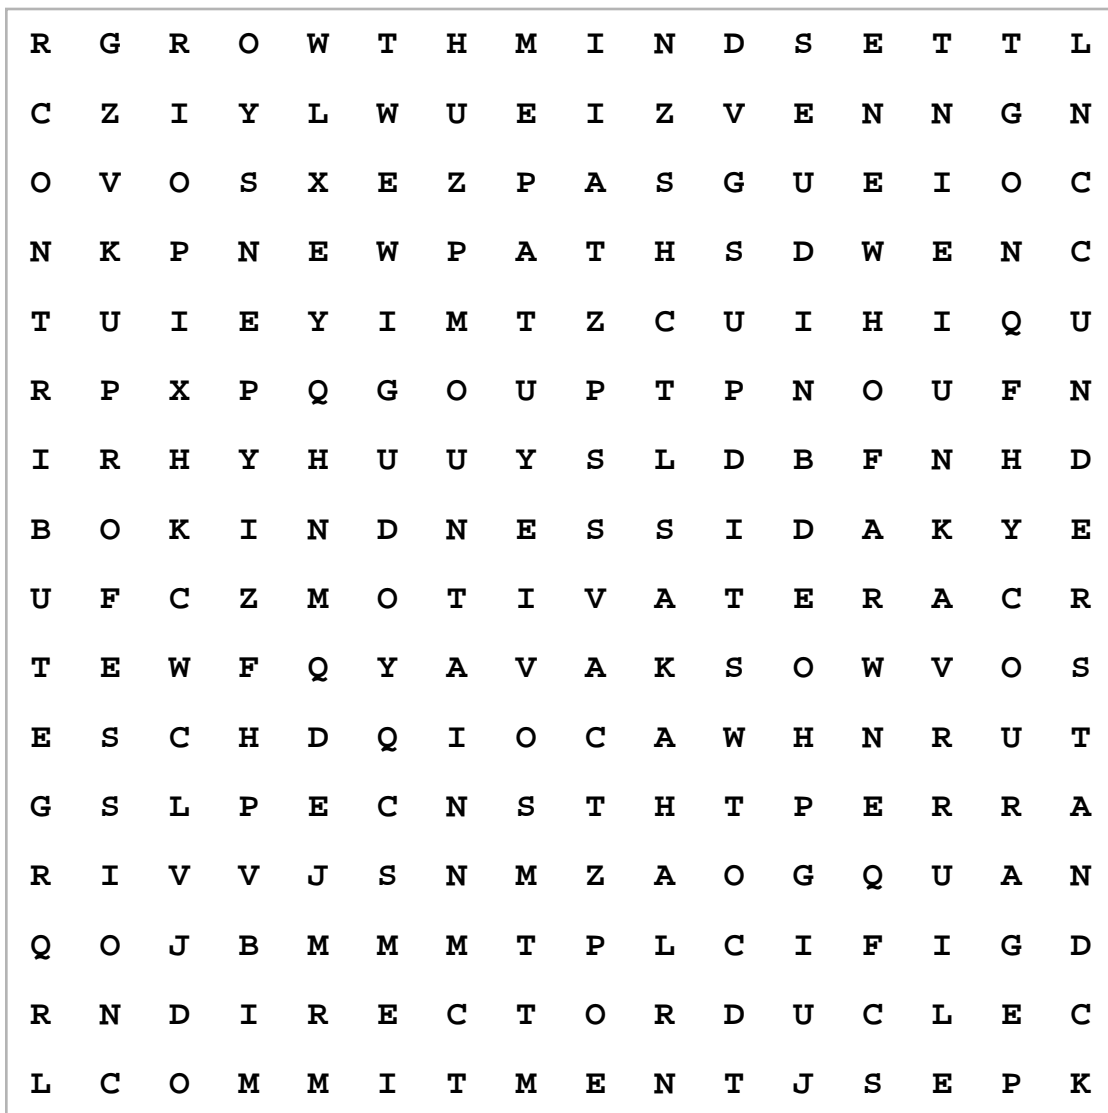 R G R O W T H M I N D S E T T L
C Z I Y L W U E I Z V E N N G N
O V O S X E Z P A S G U E I O C
N K P N E W P A T H S D W E N C
T U I E Y I M T Z C U I H I Q U
R P X P Q G O U P T P N O U F N
I R H Y H U U Y S L D B F N H D
B O K I N D N E S S I D A K Y E
U F C Z M O T I V A T E R A C R
T E W F Q Y A V A K S O W V O S
E S C H D Q I O C A W H N R U T
G S L P E C N S T H T P E R R A
R I V V J S N M Z A O G Q U A N
Q O J B M M M T P L C I F I G D
R N D I R E C T O R D U C L E C
L C O M M I T M E N T J S E P K